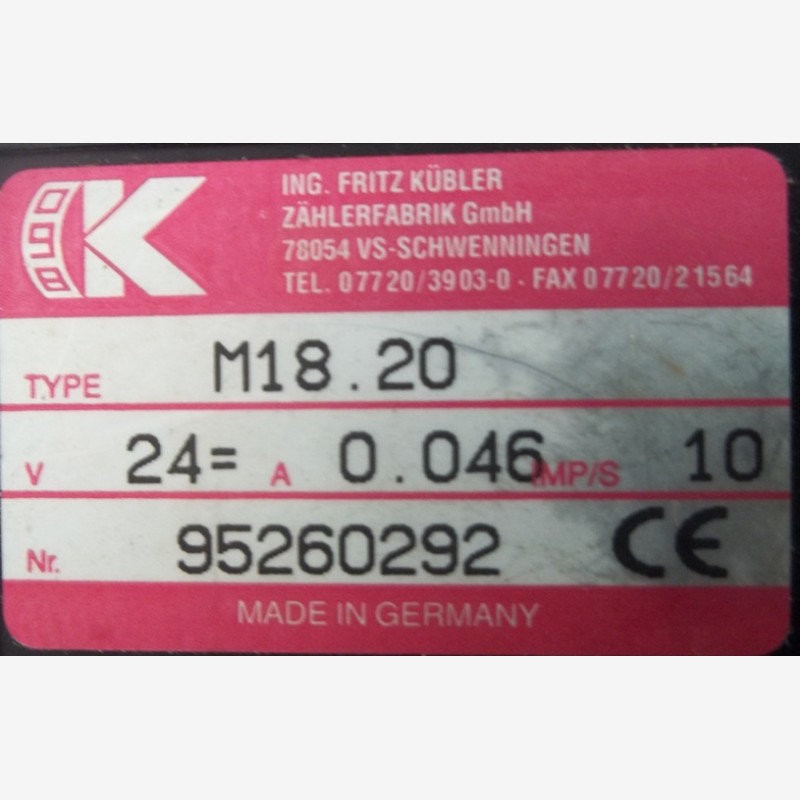 098 K
ING. FRITZ KÜBLER
ZÄHLERFABRIK GmbH
78054 VS-SCHWENNINGEN
TEL. 07720/3903-0 - FAX 07720/21564
TYPE M18.20
V 24= A 0.046 IMP/S 10
Nr. 95260292 CE
MADE IN GERMANY